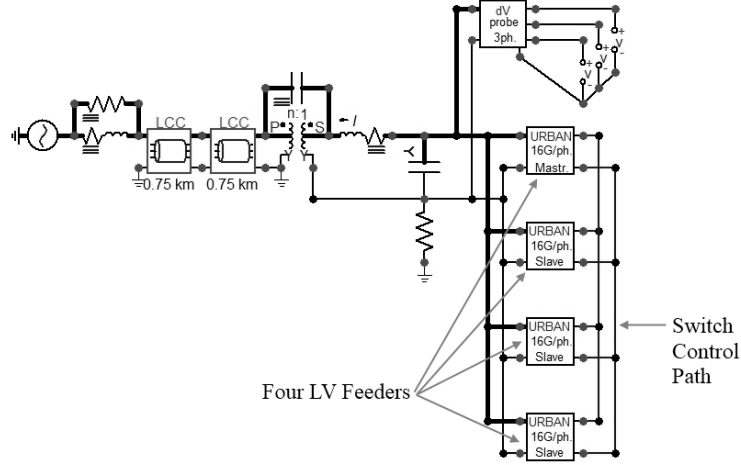 dV
probe
3ph.
+
V
-
+
V
-
+
V
-
LCC
LCC
n: 1
P
S
I
Y
Y
Y
0.75 km
0.75 km
URBAN
16G/ph.
Mastr.
URBAN
16G/ph.
Slave
URBAN
16G/ph.
Slave
URBAN
16G/ph.
Slave
Switch
Control
Path
Four LV Feeders